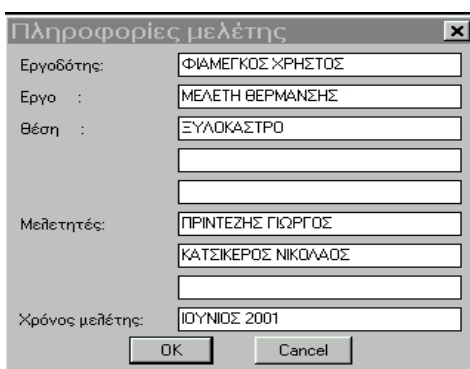 Πληροφορίες μελέτης
Εργοδότης: ΦΙΑΜΕΓΚΟΣ ΧΡΗΣΤΟΣ
Εργο : ΜΕΛΕΤΗ ΘΕΡΜΑΝΣΗΣ
Θέση : ΞΥΛΟΚΑΣΤΡΟ
Μελετητές: ΠΡΙΝΤΕΖΗΣ ΓΙΩΡΓΟΣ
ΚΑΤΣΙΚΕΡΟΣ ΝΙΚΟΛΑΟΣ
Χρόνος μελέτης: ΙΟΥΝΙΟΣ 2001
OK Cancel